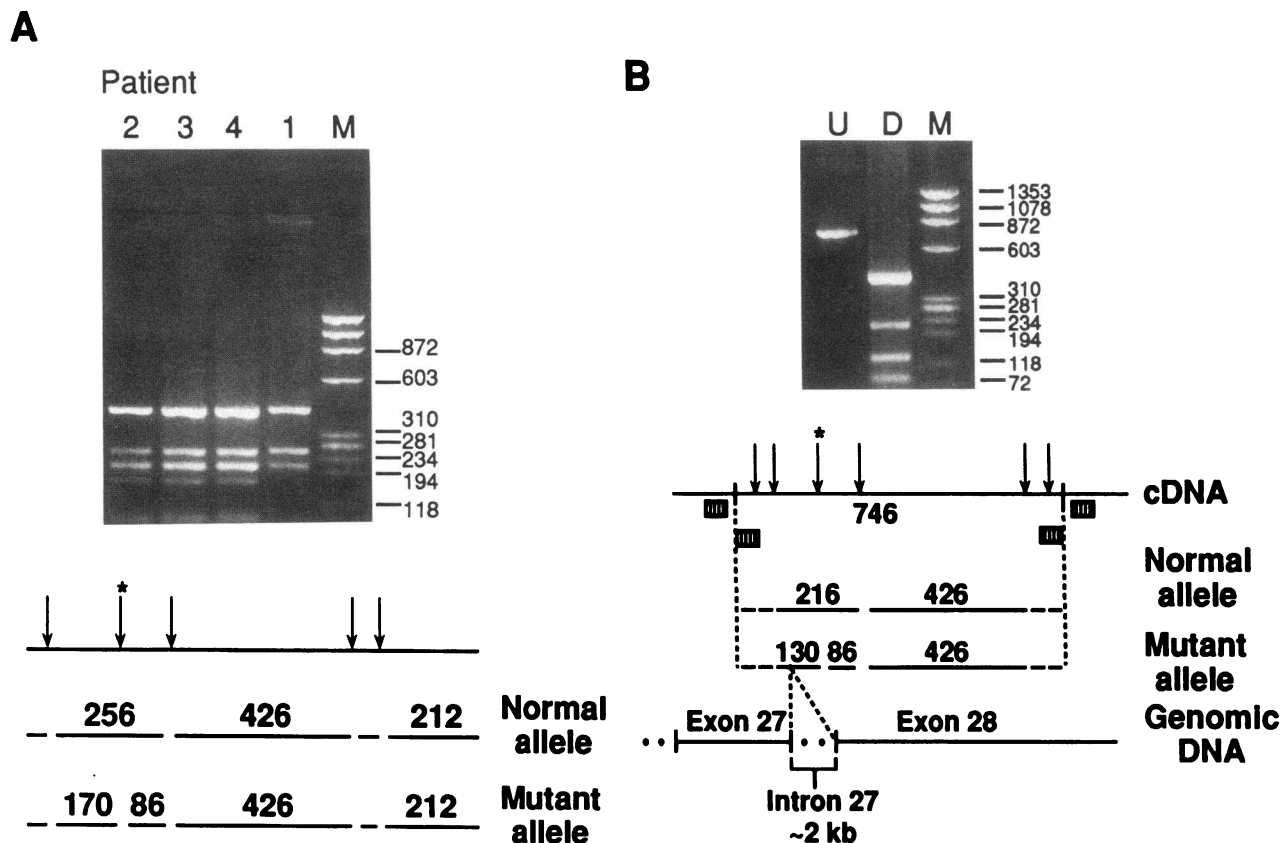 A
Patient
2 3 4 1 M
872
603
310
281
234
194
118
*
256 426 212 Normal allele
170 86 426 212 Mutant allele
B
U D M
1353
1078
872
603
310
281
234
194
118
72
*
cDNA
746
Normal allele
216 426
Mutant allele
130 86 426
Genomic DNA
Exon 27 Exon 28
Intron 27
~2 kb